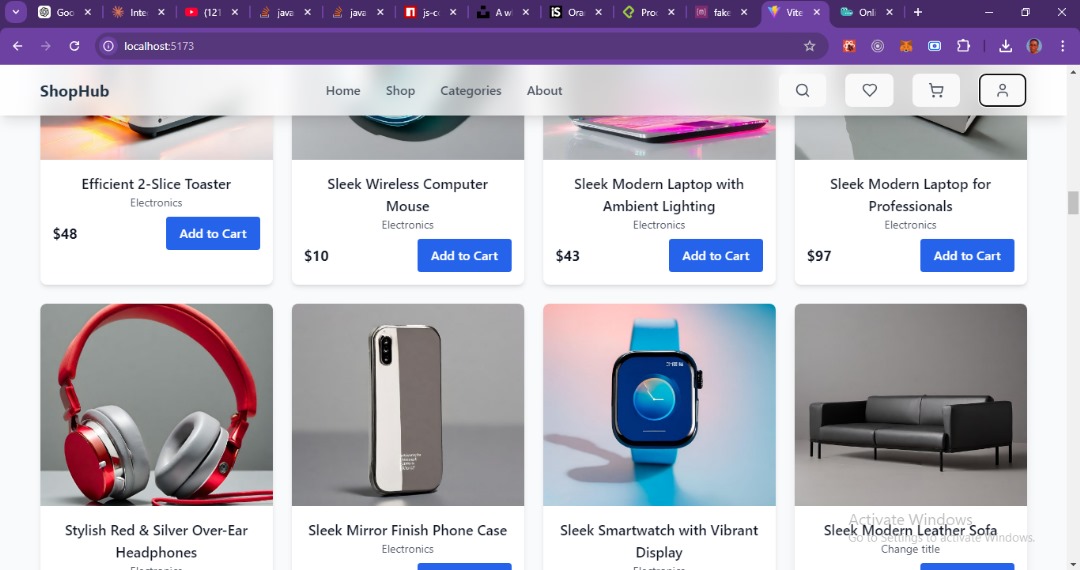 Goo
Inte
(121
java
java
js-c
A wi
Ora
Pro
fake
Vite
Onli
localhost:5173
ShopHub
Home
Shop
Categories
About
Efficient 2-Slice Toaster
Electronics
$48
Add to Cart
Sleek Wireless Computer
Mouse
Electronics
$10
Add to Cart
Sleek Modern Laptop with
Ambient Lighting
Electronics
$43
Add to Cart
Sleek Modern Laptop for
Professionals
Electronics
$97
Add to Cart
Stylish Red & Silver Over-Ear
Headphones
Electronics
Sleek Mirror Finish Phone Case
Electronics
Sleek Smartwatch with Vibrant
Display
Electronics
Sleek Modern Leather Sofa
Change title
Activate Windows
Go to Settings to activate Windows.